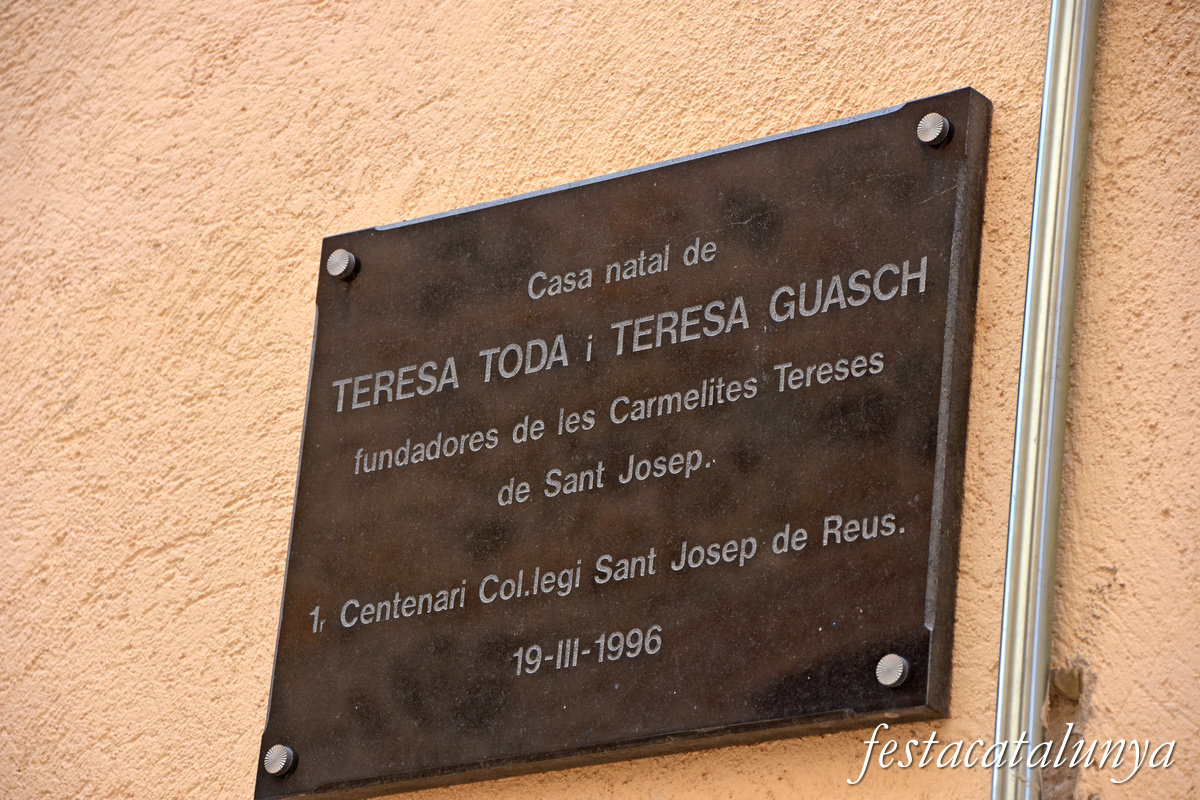 Casa natal de
TERESA TODA i TERESA GUASCH
fundadores de les Carmelites Tereses
de Sant Josep.
1r Centenari Col.legi Sant Josep de Reus.
19-III-1996
festacatalunya